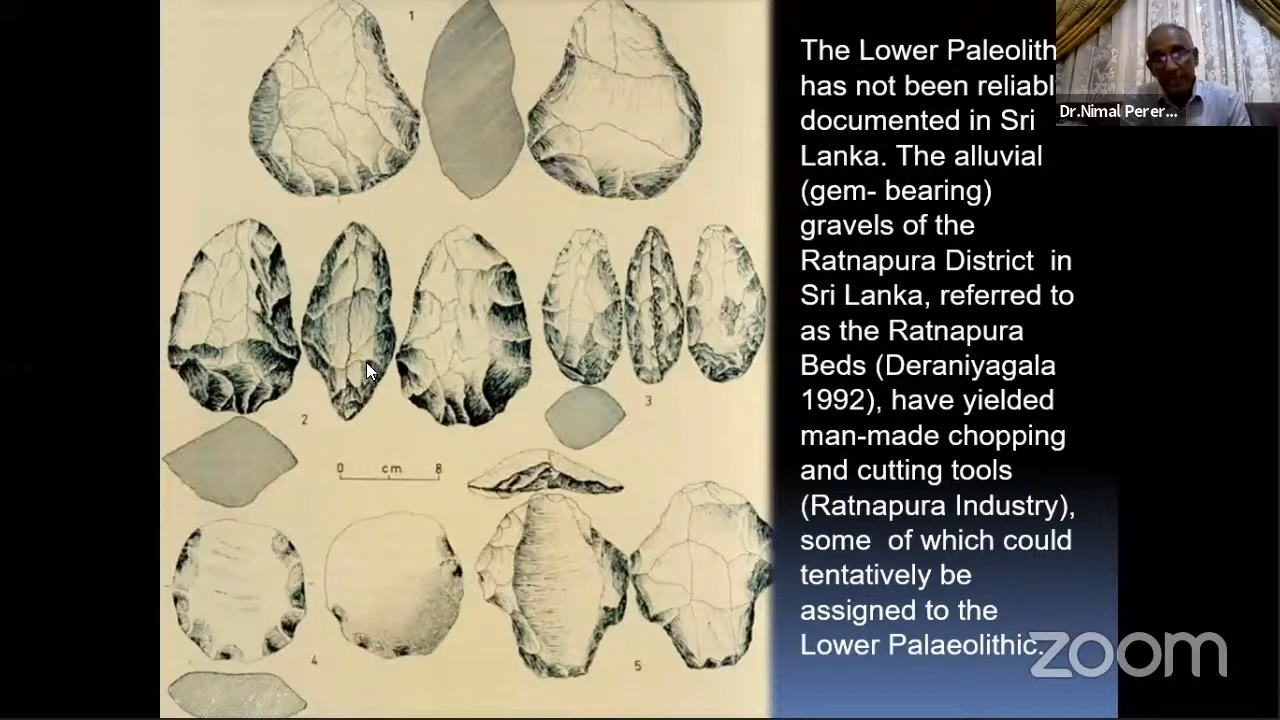 The Lower Paleolith
has not been reliabl
documented in Sri
Lanka. The alluvial
(gem- bearing)
gravels of the
Ratnapura District in
Sri Lanka, referred to
as the Ratnapura
Beds (Deraniyagala
1992), have yielded
man-made chopping
and cutting tools
(Ratnapura Industry),
some of which could
tentatively be
assigned to the
Lower Palaeolithic.
Dr.Nimal Perer...
1
2
3
0 cm 8
4
5
zoom